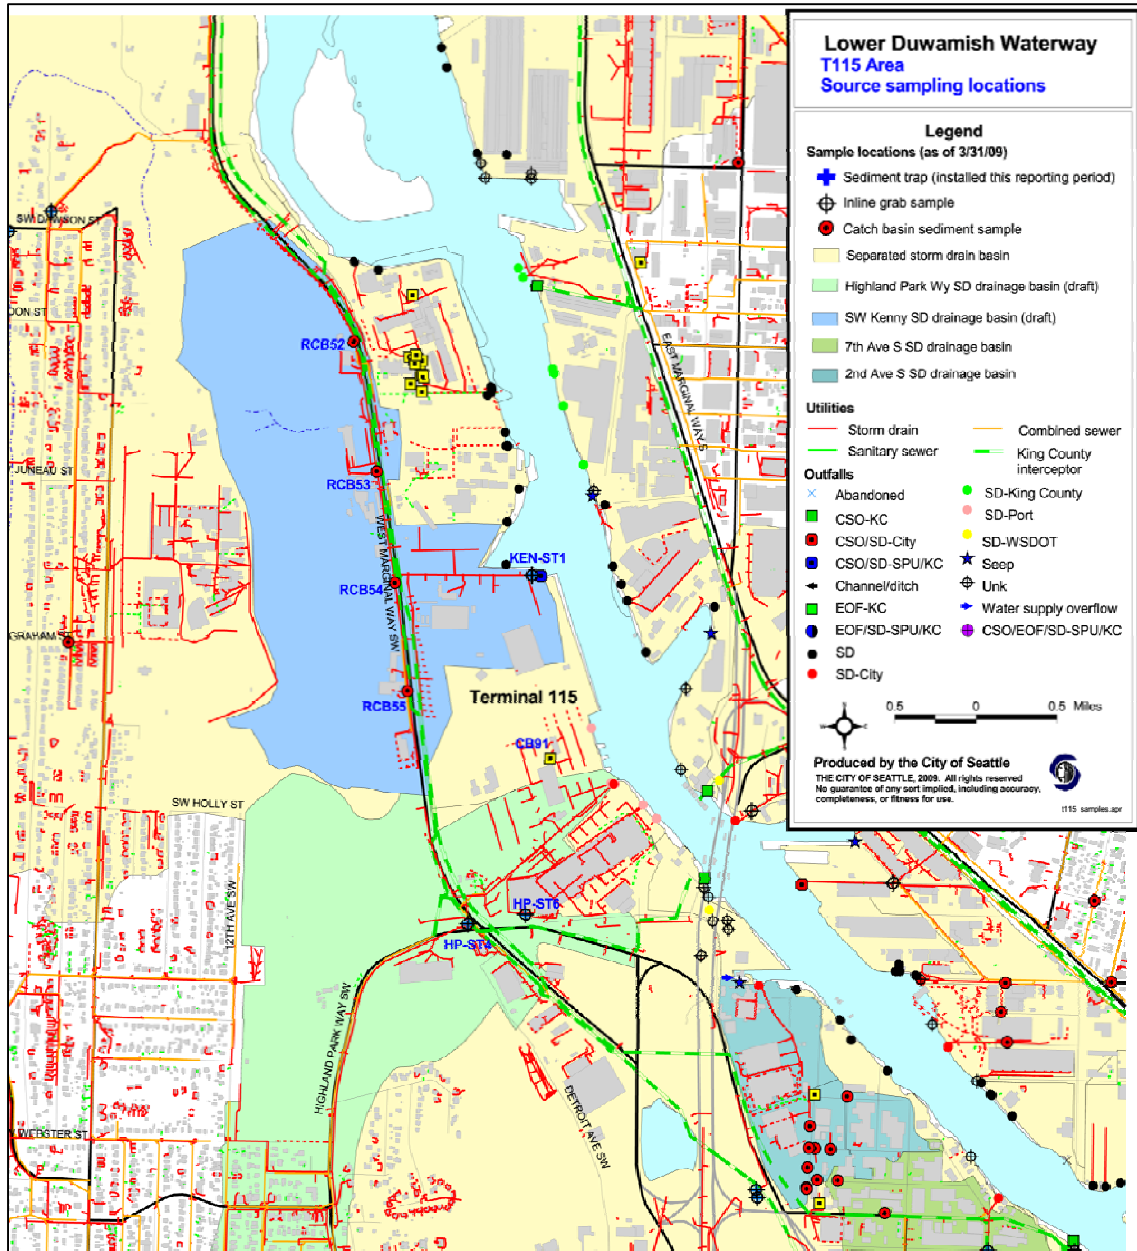 Lower Duwamish Waterway
T115 Area
Source sampling locations
Legend
Sample locations (as of 3/31/09)
Sediment trap (installed this reporting period)
Inline grab sample
Catch basin sediment sample
Separated storm drain basin
Highland Park Wy SD drainage basin (draft)
SW Kenny SD drainage basin (draft)
7th Ave S SD drainage basin
2nd Ave S SD drainage basin
Utilities
Storm drain
Combined sewer
Sanitary sewer
King County
interceptor
Outfalls
Abandoned
CSO-KC
CSO/SD-City
CSO/SD-SPU/KC
Channel/ditch
EOF-KC
EOF/SD-SPU/KC
SD
SD-City
SD-King County
SD-Port
SD-WSDOT
Seep
Unk
Water supply overflow
CSO/EOF/SD-SPU/KC
0.5 0 0.5 Miles
N
W E
S
Produced by the City of Seattle
THE CITY OF SEATTLE, 2009. All rights reserved
No guarantee of any sort implied, including accuracy,
completeness, or fitness for use.
t115 samples.apr
SW DAWSON ST
DON ST
RCB52
EAST MARGINAL WAY S
JUNEAU ST
RCB53
WEST MARGINAL WAY SW
KEN-ST1
RCB54
GRAHAM ST
RCB55
Terminal 115
CB91
SW HOLLY ST
12TH AVE SW
HP-ST6
HP-ST4
HIGHLAND PARK WAY SW
DETROIT AVE SW
W WEBSTER ST